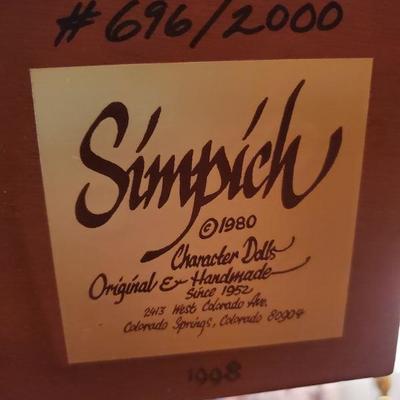 #696/2000
Simpich
©1980
Character Dolls
Original & Handmade
Since 1952
2413 West Colorado Ave.
Colorado Springs, Colorado 80904
1998